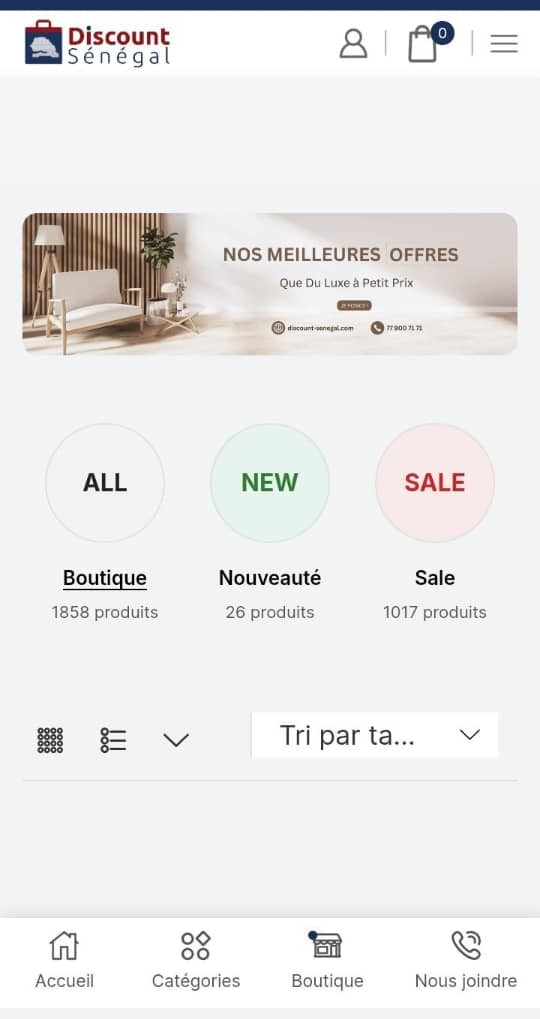 Discount
Sénégal
0
NOS MEILLEURES OFFRES
Que Du Luxe à Petit Prix
JE FONCE !
discount-senegal.com 77 900 71 71
ALL NEW SALE
Boutique Nouveauté Sale
1858 produits 26 produits 1017 produits
Tri par ta...
Accueil Catégories Boutique Nous joindre